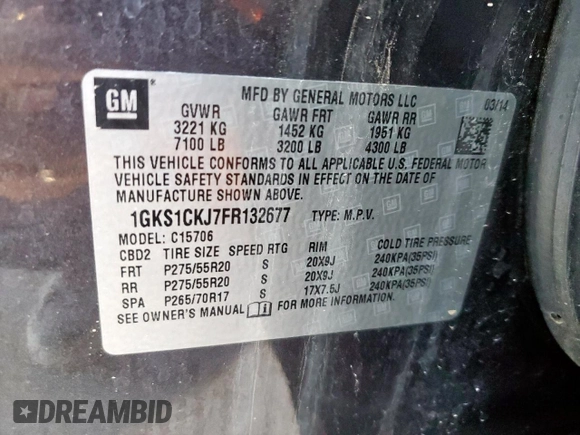 GM
MFD BY GENERAL MOTORS LLC 03/14
GVWR GAWR FRT GAWR RR
3221 KG 1452 KG 1951 KG
7100 LB 3200 LB 4300 LB
THIS VEHICLE CONFORMS TO ALL APPLICABLE U.S. FEDERAL MOTOR
VEHICLE SAFETY STANDARDS IN EFFECT ON THE DATE OF
MANUFACTURE SHOWN ABOVE.
1GKS1CKJ7FR132677 TYPE: M.P.V.
MODEL: C15706
CBD2 TIRE SIZE SPEED RTG RIM COLD TIRE PRESSURE
FRT P275/55R20 S 20X9J 240KPA(35PSI)
RR P275/55R20 S 20X9J 240KPA(35PSI)
SPA P265/70R17 S 17X7.5J 240KPA(35PSI)
SEE OWNER'S MANUAL FOR MORE INFORMATION
DREAMBID